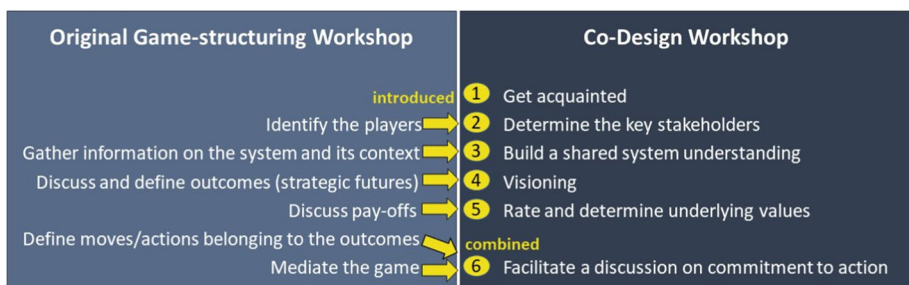 Original Game-structuring Workshop
Co-Design Workshop
introduced 1 Get acquainted
Identify the players 2 Determine the key stakeholders
Gather information on the system and its context 3 Build a shared system understanding
Discuss and define outcomes (strategic futures) 4 Visioning
Discuss pay-offs 5 Rate and determine underlying values
Define moves/actions belonging to the outcomes combined
Mediate the game 6 Facilitate a discussion on commitment to action